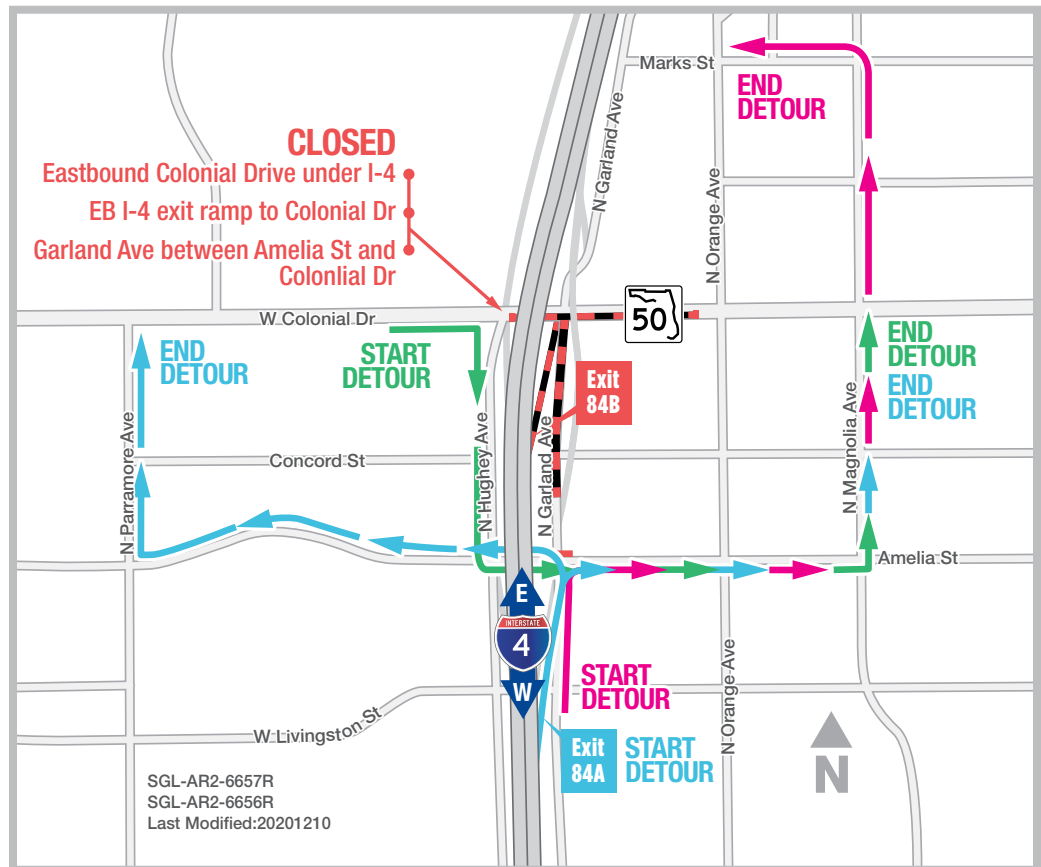 Marks St
END
DETOUR
N Garland Ave
CLOSED
Eastbound Colonial Drive under I-4
EB I-4 exit ramp to Colonial Dr
Garland Ave between Amelia St and
Colonlial Dr
N Orange Ave
W Colonial Dr
50
START
DETOUR
END
DETOUR
END
DETOUR
END
DETOUR
Exit
84B
N Parramore Ave
Concord St
N Hughey Ave
N Garland Ave
N Magnolia Ave
Amelia St
E
INTERSTATE
4
W
START
DETOUR
N Orange Ave
W Livingston St
Exit
84A
START
DETOUR
N
SGL-AR2-6657R
SGL-AR2-6656R
Last Modified:20201210